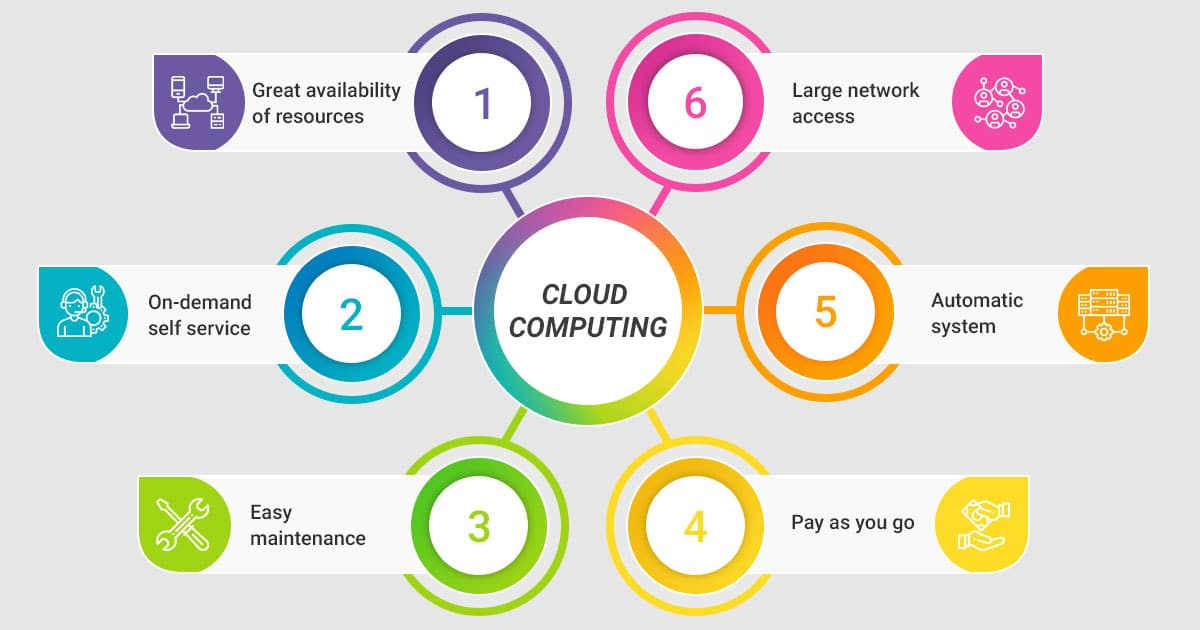 1
Great availability
of resources
2
On-demand
self service
3
Easy
maintenance
CLOUD
COMPUTING
6
Large network
access
5
Automatic
system
4
Pay as you go